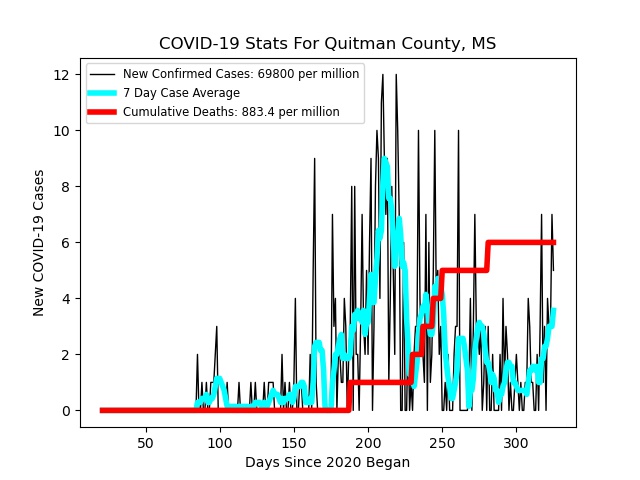 COVID-19 Stats For Quitman County, MS
New Confirmed Cases: 69800 per million
7 Day Case Average
Cumulative Deaths: 883.4 per million
New COVID-19 Cases
12
10
8
6
4
2
0
50 100 150 200 250 300
Days Since 2020 Began